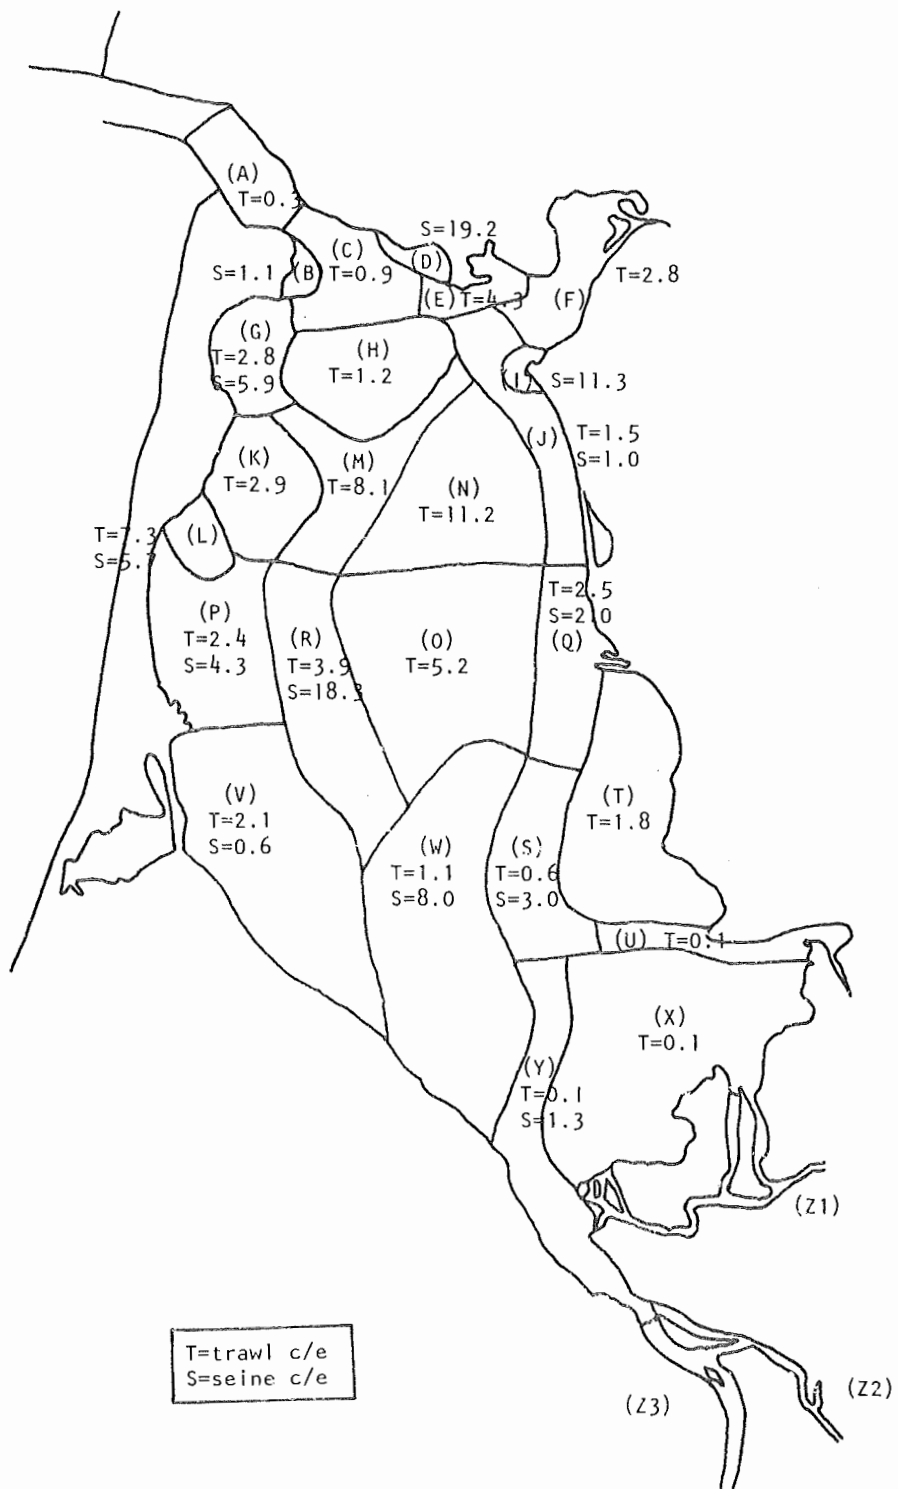 (A)
T=0.3
S=19.2
(C)
(D)
S=1.1
(B)
T=0.9
T=2.8
(E)
T=4.3
(F)
(G)
T=2.8
S=5.9
(H)
T=1.2
(I)
S=11.3
(J)
T=1.5
S=1.0
(K)
T=2.9
(M)
T=8.1
(N)
T=11.2
T=7.3
S=5.7
(L)
T=2.5
S=2.0
(Q)
(P)
T=2.4
S=4.3
(R)
T=3.9
S=18.3
(O)
T=5.2
(V)
T=2.1
S=0.6
(T)
T=1.8
(W)
T=1.1
S=8.0
(S)
T=0.6
S=3.0
(U) T=0.1
(X)
T=0.1
(Y)
T=0.1
S=1.3
(Z1)
T=trawl c/e
S=seine c/e
(Z2)
(Z3)